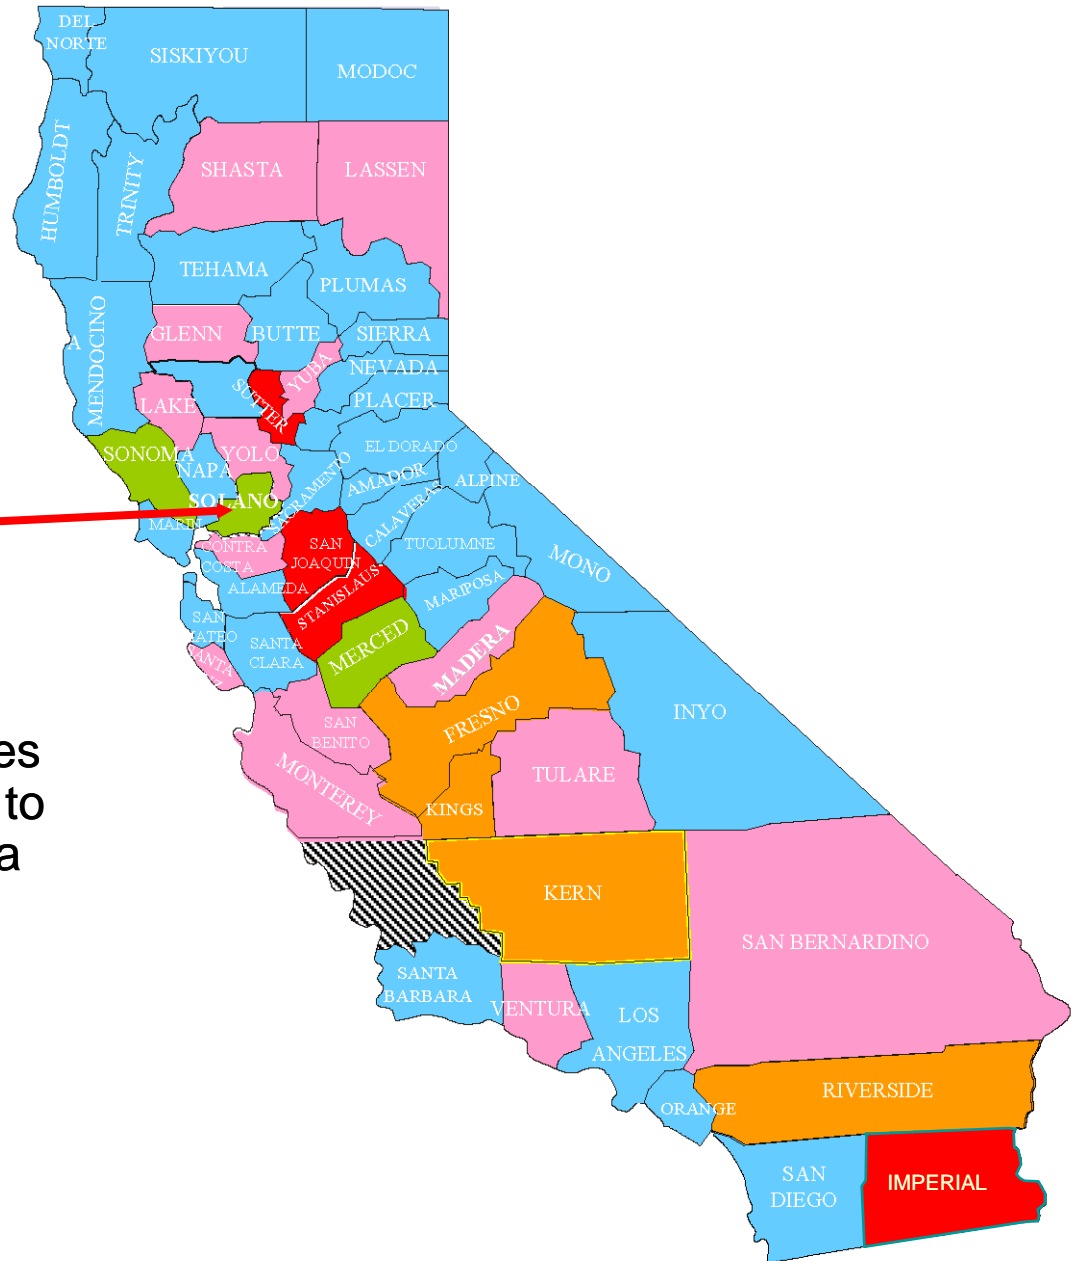 DEL
NORTE
SISKIYOU
MODOC
HUMBOLDT
TRINITY
SHASTA
LASSEN
TEHAMA
PLUMAS
A
MENDOCINO
GLENN
BUTTE
SIERRA
YUBA
NEVADA
SUTTER
PLACER
LAKE
EL DORADO
SONOMA
NAPA
YOLO
SACRAMENTO
AMADOR
ALPINE
SOLANO
CALAVERAS
MARIN
CONTRA
COSTA
SAN
JOAQUIN
TUOLUMNE
MONO
ALAMEDA
STANISLAUS
MARIPOSA
SAN
MATEO
SANTA
CLARA
MERCED
SANTA
MADERA
FRESNO
INYO
SAN
BENITO
es
to
a
MONTEREY
TULARE
KINGS
KERN
SAN BERNARDINO
SANTA
BARBARA
VENTURA
LOS
ANGELES
ORANGE
RIVERSIDE
SAN
DIEGO
IMPERIAL